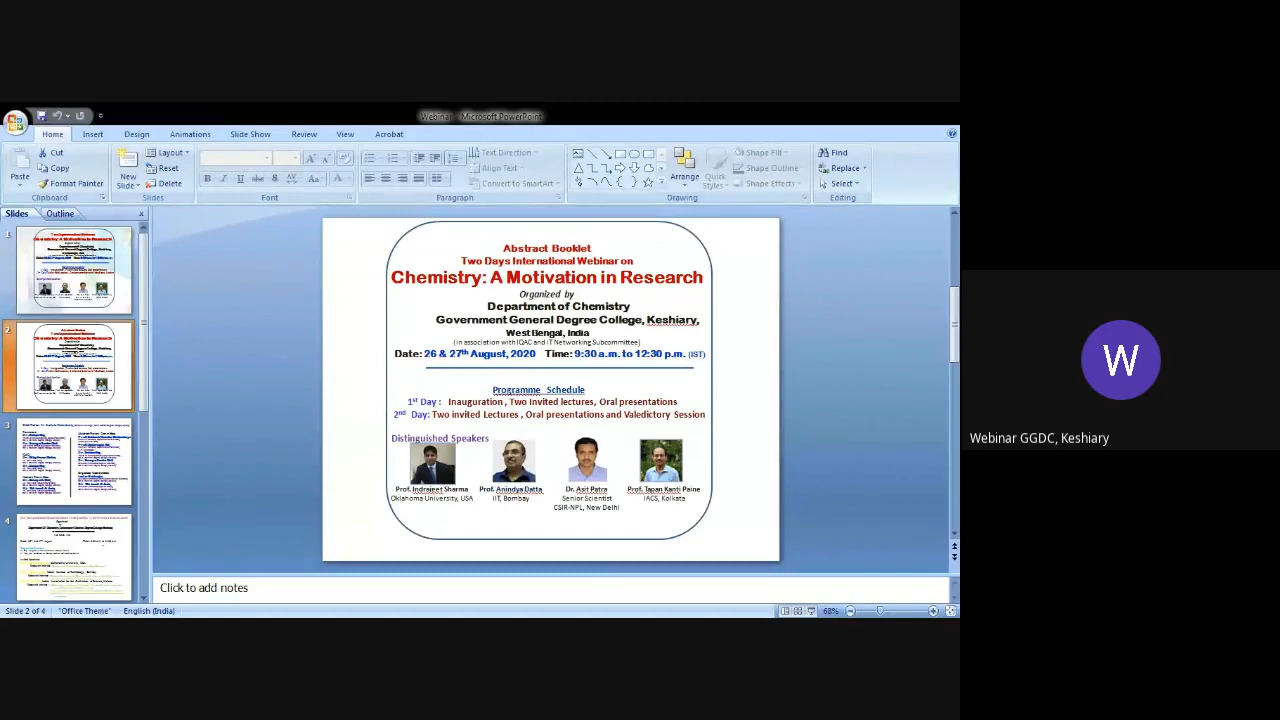 Webinar - Microsoft PowerPoint
Home Insert Design Animations Slide Show Review View Acrobat
Paste
Cut
Copy
Format Painter
Clipboard
New Slide
Layout
Reset
Delete
Slides
Font
Text Direction
Align Text
Convert to SmartArt
Paragraph
Arrange
Quick Styles
Shape Fill
Shape Outline
Shape Effects
Drawing
Find
Replace
Select
Editing
Slides Outline
1
2
3
4
Abstract Booklet
Two Days International Webinar on
Chemistry: A Motivation in Research
Organized by
Department of Chemistry
Government General Degree College, Keshiary,
West Bengal, India
(in association with IQAC and IT Networking Subcommittee)
Date: 26 & 27th August, 2020 Time: 9:30 a.m. to 12:30 p.m. (IST)
Programme Schedule
1st Day : Inauguration , Two Invited lectures, Oral presentations
2nd Day: Two invited Lectures , Oral presentations and Valedictory Session
Distinguished Speakers
Prof. Indrajeet Sharma
Oklahoma University, USA
Prof. Anindya Datta
IIT, Bombay
Dr. Asit Patra
Senior Scientist
CSIR-NPL, New Delhi
Prof. Tapan Kanti Paine
IACS, Kolkata
Click to add notes
Slide 2 of 4 "Office Theme" English (India) 68%
W
Webinar GGDC, Keshiary